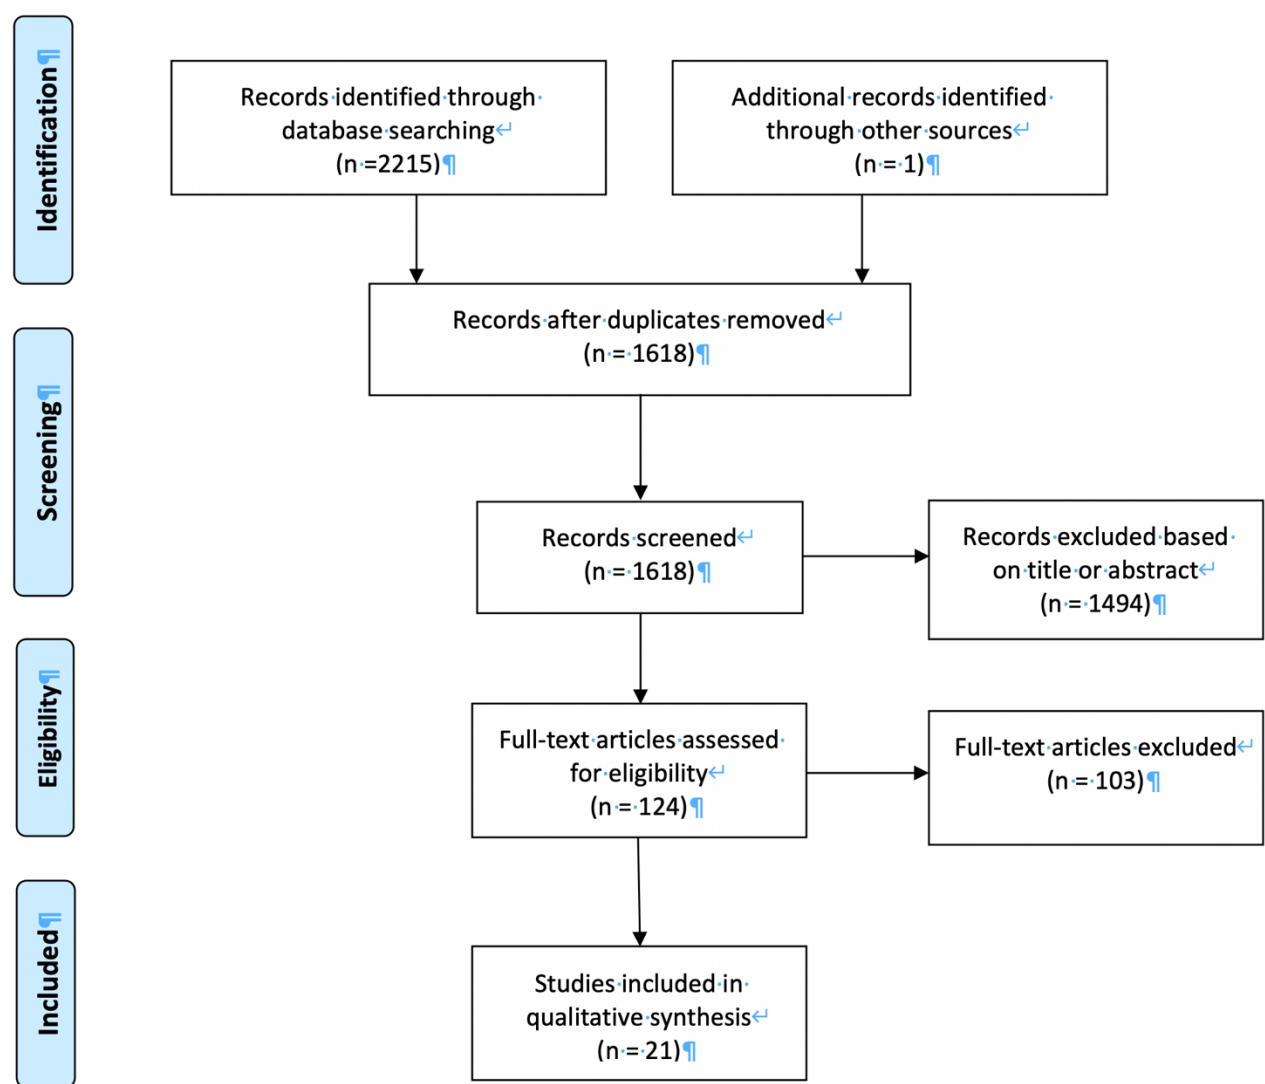 Identification¶
Records·identified·through·
database·searching↵
(n·=2215)¶
Additional·records·identified·
through·other·sources↵
(n·=·1)¶
Records·after·duplicates·removed↵
(n·=·1618)¶
Screening¶
Records·screened↵
(n·=·1618)¶
Records·excluded·based·
on·title·or·abstract↵
(n·=·1494)¶
Eligibility¶
Full-text·articles·assessed·
for·eligibility↵
(n·=·124)¶
Full-text·articles·excluded↵
(n·=·103)¶
Included¶
Studies·included·in·
qualitative·synthesis↵
(n·=·21)¶